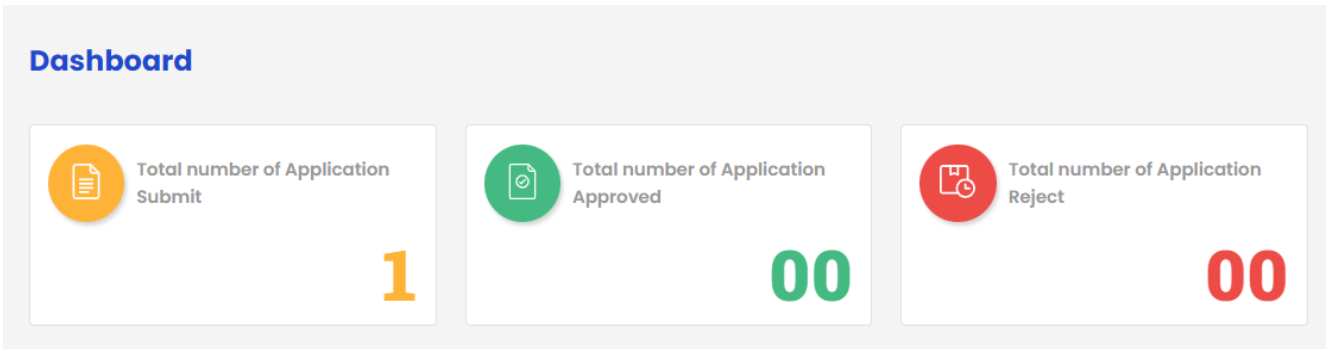 Dashboard
Total number of Application
Submit
1
Total number of Application
Approved
00
Total number of Application
Reject
00